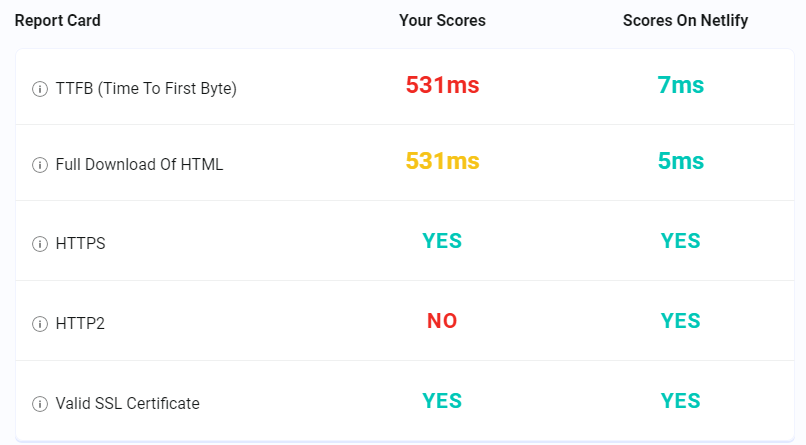 Report Card Your Scores Scores On Netlify
TTFB (Time To First Byte) 531ms 7ms
Full Download Of HTML 531ms 5ms
HTTPS YES YES
HTTP2 NO YES
Valid SSL Certificate YES YES